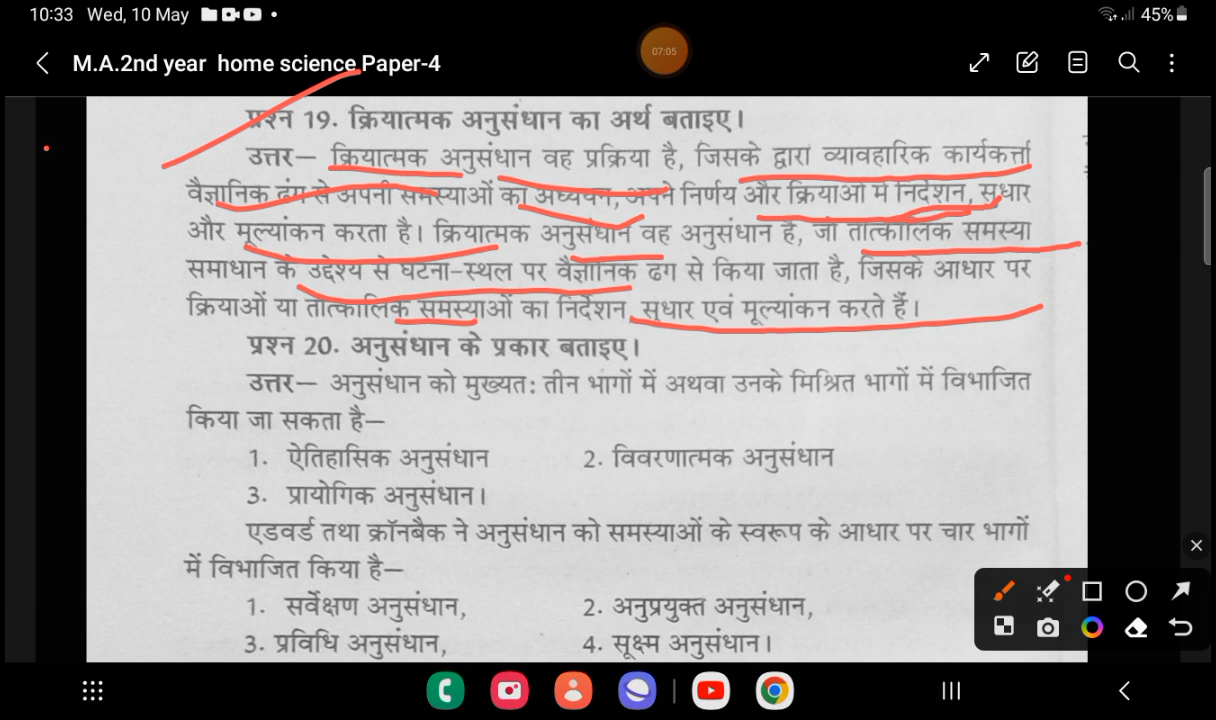 10:33 Wed, 10 May
45%
07:05
M.A.2nd year home science Paper-4
प्रश्न 19. क्रियात्मक अनुसंधान का अर्थ बताइए।
उत्तर— क्रियात्मक अनुसंधान वह प्रक्रिया है, जिसके द्वारा व्यावहारिक कार्यकर्त्ता
वैज्ञानिक ढंग से अपनी समस्याओं का अध्ययन, अपने निर्णय और क्रियाओं में निर्देशन, सुधार
और मूल्यांकन करता है। क्रियात्मक अनुसंधान वह अनुसंधान है, जो तात्कालिक समस्या
समाधान के उद्देश्य से घटना-स्थल पर वैज्ञानिक ढंग से किया जाता है, जिसके आधार पर
क्रियाओं या तात्कालिक समस्याओं का निर्देशन, सुधार एवं मूल्यांकन करते हैं।
प्रश्न 20. अनुसंधान के प्रकार बताइए।
उत्तर— अनुसंधान को मुख्यत: तीन भागों में अथवा उनके मिश्रित भागों में विभाजित
किया जा सकता है—
1. ऐतिहासिक अनुसंधान 2. विवरणात्मक अनुसंधान
3. प्रायोगिक अनुसंधान।
एडवर्ड तथा क्रॉनबैक ने अनुसंधान को समस्याओं के स्वरूप के आधार पर चार भागों
में विभाजित किया है—
1. सर्वेक्षण अनुसंधान, 2. अनुप्रयुक्त अनुसंधान,
3. प्रविधि अनुसंधान, 4. सूक्ष्म अनुसंधान।